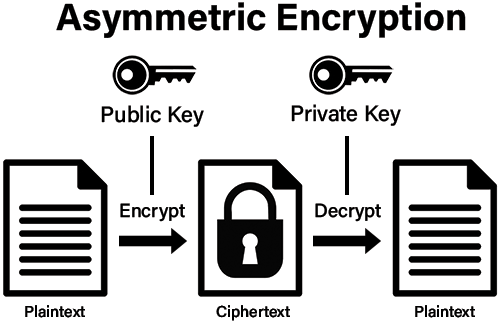 Asymmetric Encryption
Public Key
Private Key
Encrypt
Decrypt
Plaintext
Ciphertext
Plaintext